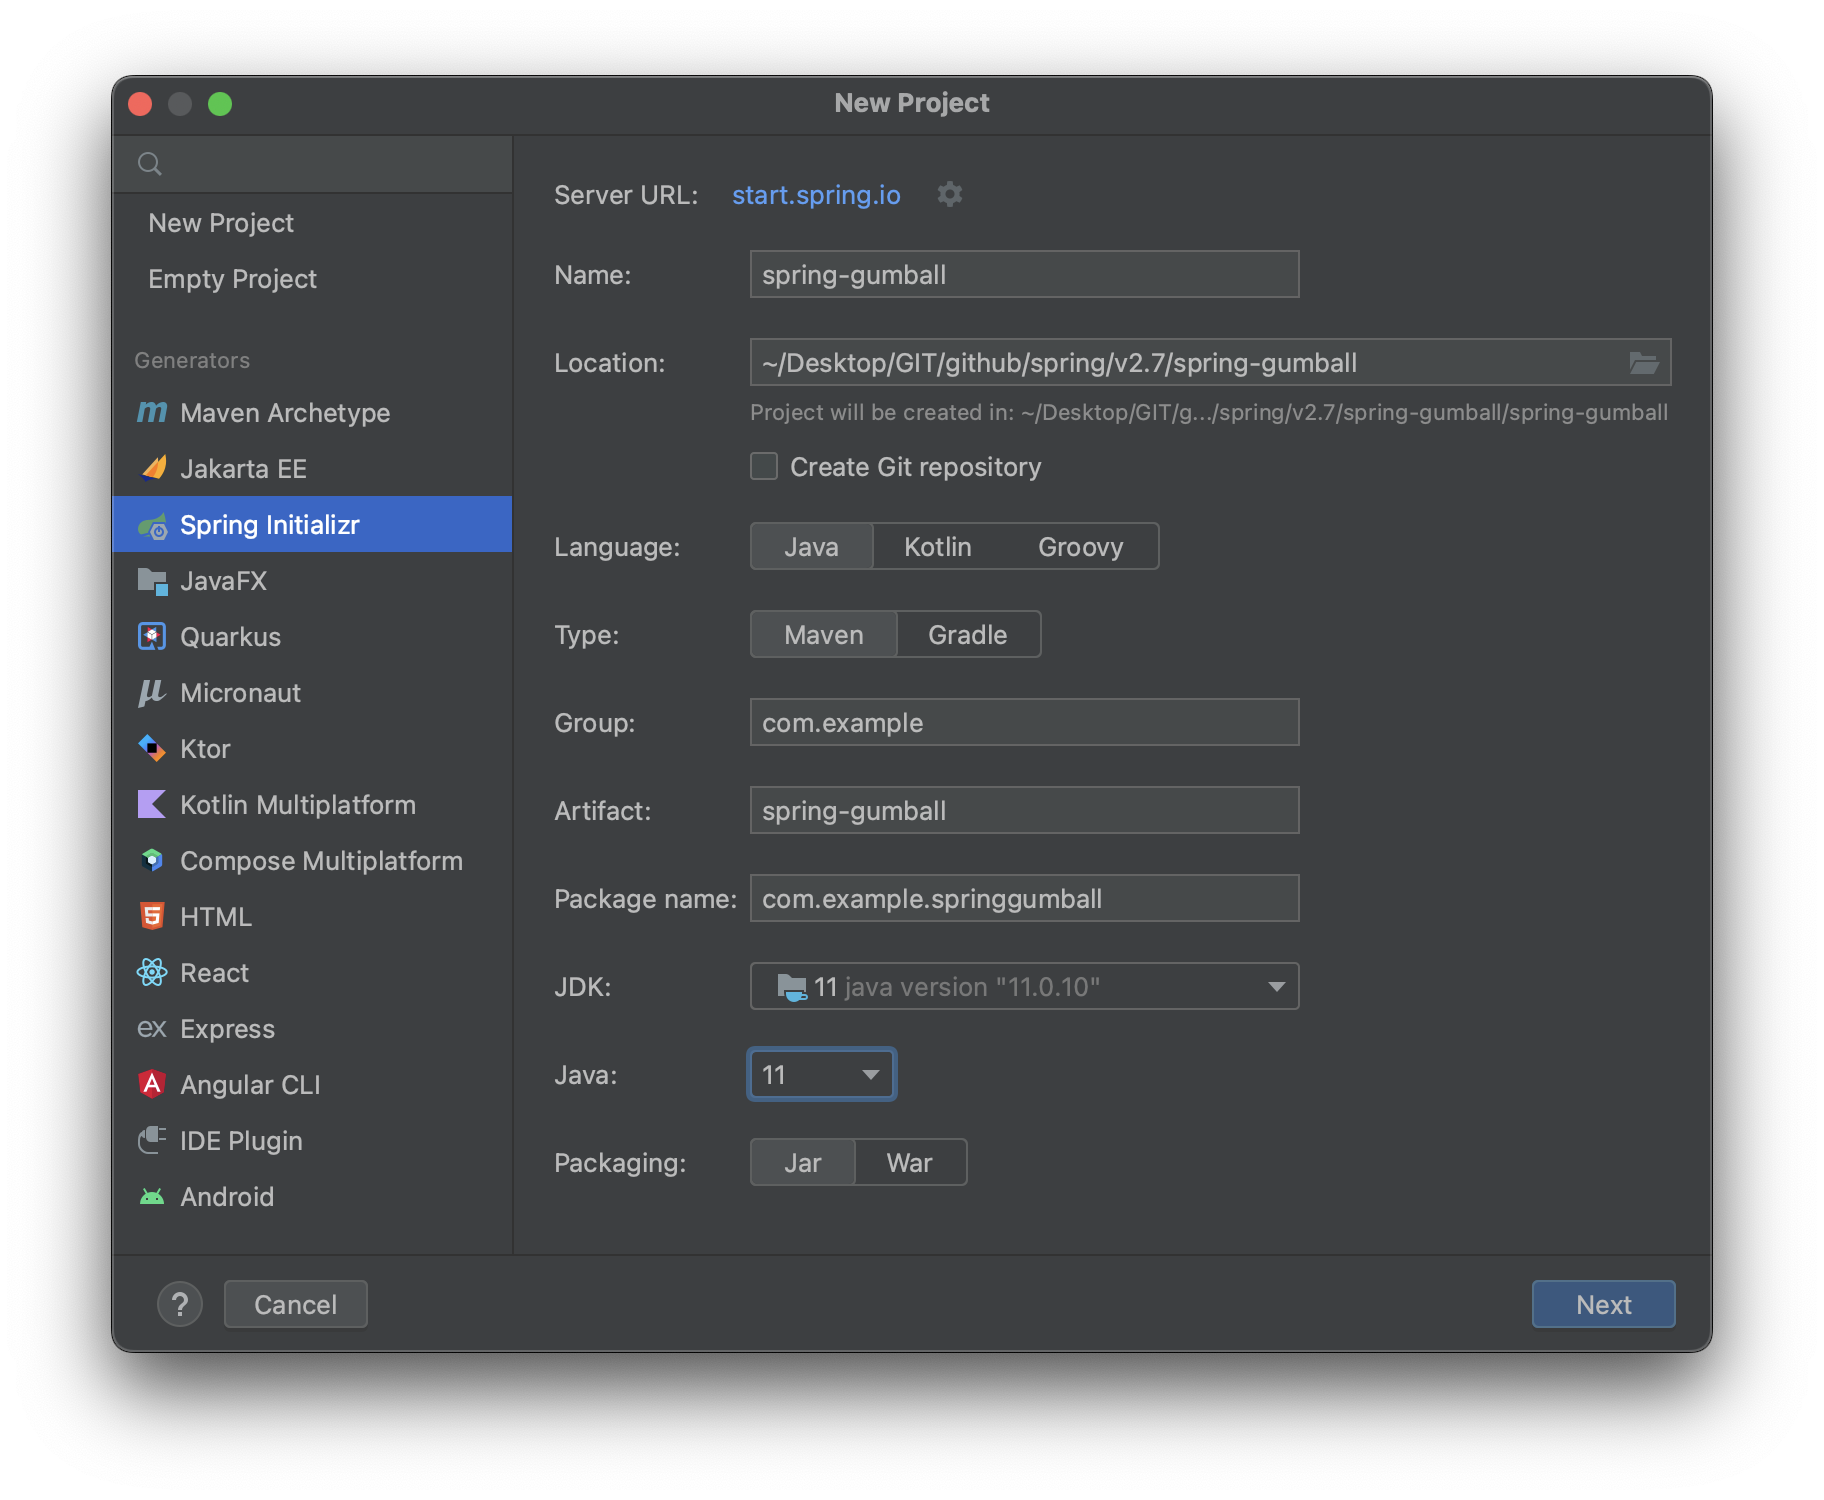 New Project
New Project
Empty Project
Generators
Maven Archetype
Jakarta EE
Spring Initializr
JavaFX
Quarkus
Micronaut
Ktor
Kotlin Multiplatform
Compose Multiplatform
HTML
React
ex Express
Angular CLI
IDE Plugin
Android
Server URL: start.spring.io
Name: spring-gumball
Location: ~/Desktop/GIT/github/spring/v2.7/spring-gumball
Project will be created in: ~/Desktop/GIT/g.../spring/v2.7/spring-gumball/spring-gumball
Create Git repository
Language: Java Kotlin Groovy
Type: Maven Gradle
Group: com.example
Artifact: spring-gumball
Package name: com.example.springgumball
JDK: 11 java version "11.0.10"
Java: 11
Packaging: Jar War
? Cancel Next